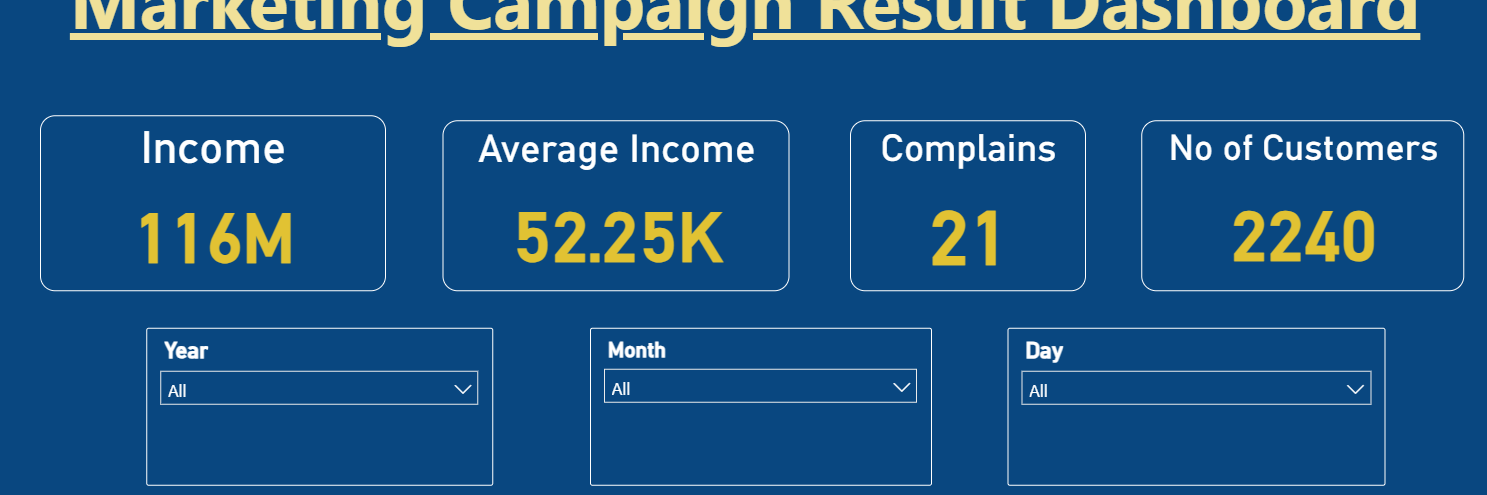 Marketing Campaign Result Dashboard
Income
116M
Average Income
52.25K
Complains
21
No of Customers
2240
Year
All
Month
All
Day
All